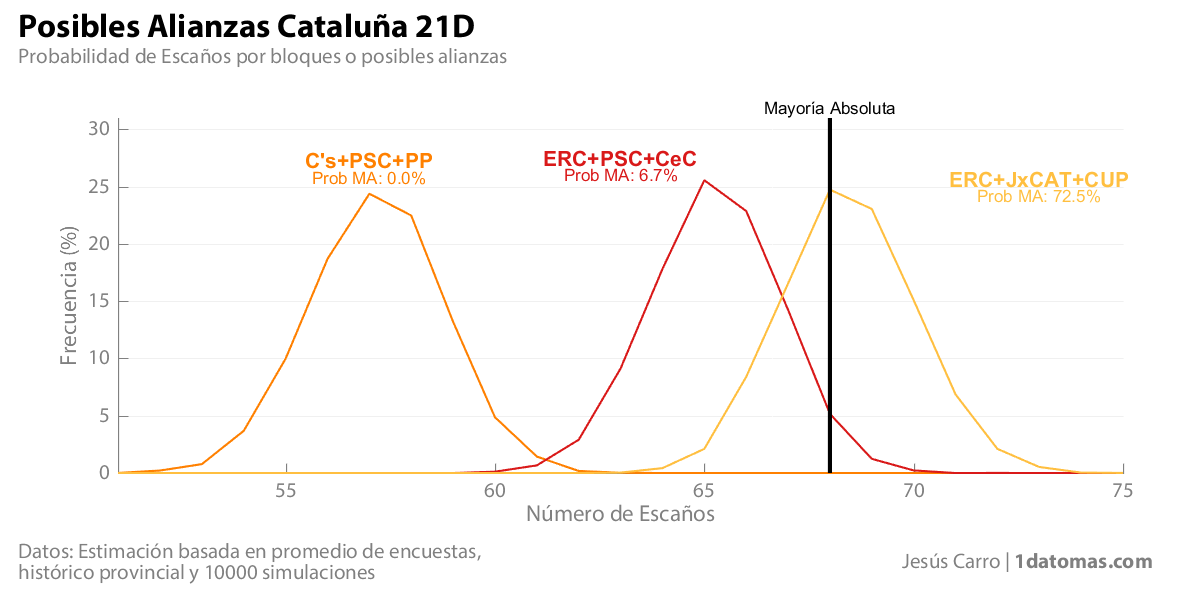 Posibles Alianzas Cataluña 21D
Probabilidad de Escaños por bloques o posibles alianzas
Mayoría Absoluta
C's+PSC+PP
Prob MA: 0.0%
ERC+PSC+CeC
Prob MA: 6.7%
ERC+JxCAT+CUP
Prob MA: 72.5%
Frecuencia (%)
30
25
20
15
10
5
0
55
60
65
70
75
Número de Escaños
Datos: Estimación basada en promedio de encuestas,
histórico provincial y 10000 simulaciones
Jesús Carro | 1datomas.com